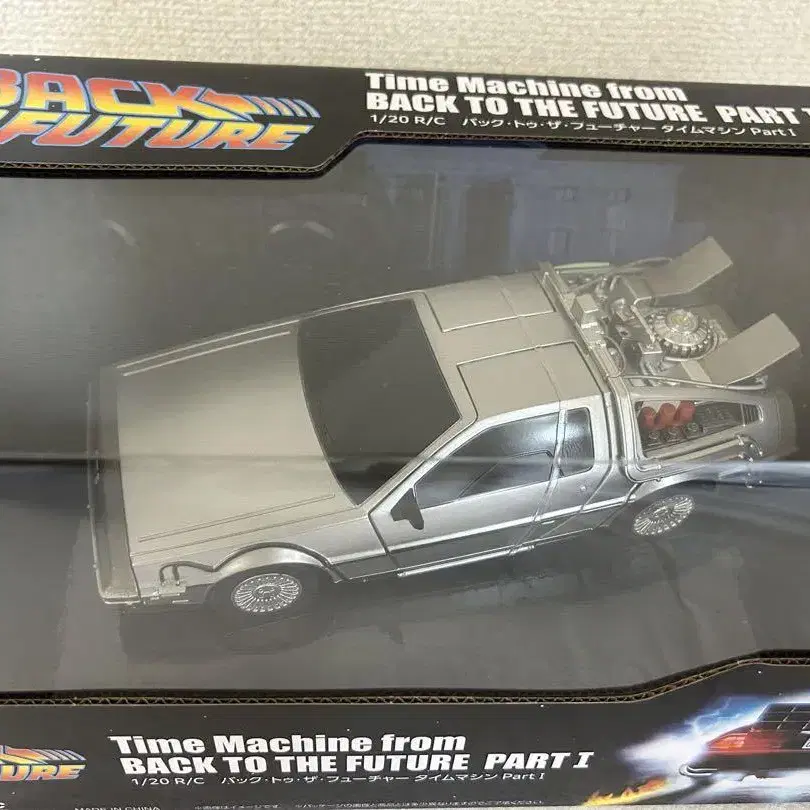 BACK
FUTURE
Time Machine from
BACK TO THE FUTURE PART
1/20 R/C バック・トゥ・ザ・フューチャー タイムマシン Part I
Time Machine from
BACK TO THE FUTURE PART I
1/20 R/C バック・トゥ・ザ・フューチャー タイムマシン Part I
FUTURE
MADE IN CHINA